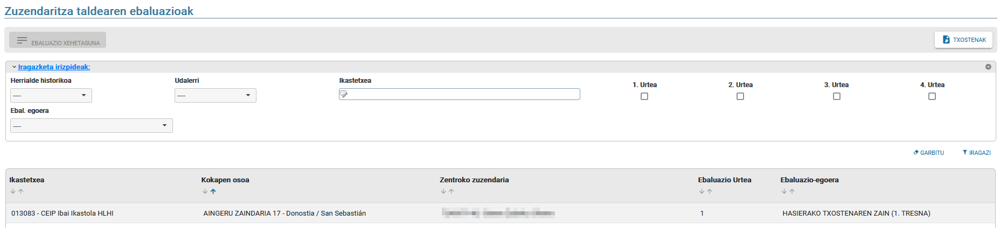 Zuzendaritza taldearen ebaluazioak
EBALUAZIO XEHETASUNA
TXOSTENAK
Iragazketa irizpideak:
Herrialde historikoa
Udalerri
Ikastetxea
1. Urtea
2. Urtea
3. Urtea
4. Urtea
----
----
Ebal. egoera
----
GARBITU
IRAGAZI
Ikastetxea
Kokapen osoa
Zentroko zuzendaria
Ebaluazio Urtea
Ebaluazio-egoera
013083 - CEIP Ibai Ikastola HLHI
AINGERU ZAINDARIA 17 - Donostia / San Sebastián
1
HASIERAKO TXOSTENAREN ZAIN (1. TRESNA)